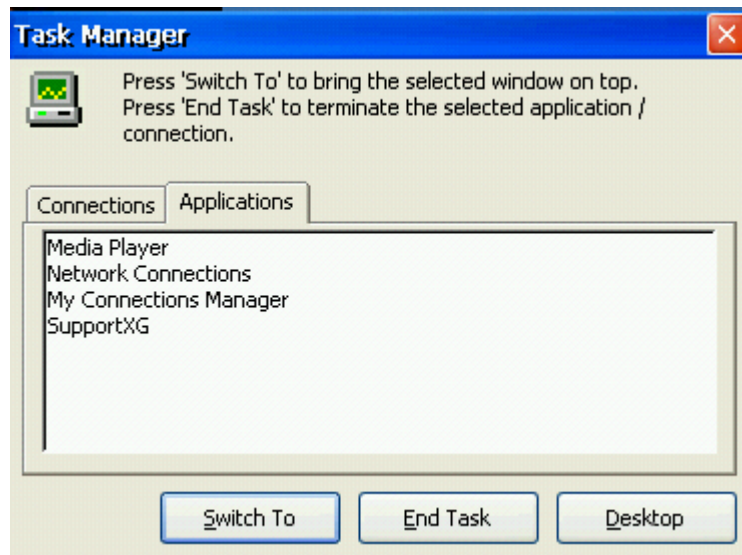 Task Manager
Press 'Switch To' to bring the selected window on top.
Press 'End Task' to terminate the selected application /
connection.
Connections Applications
Media Player
Network Connections
My Connections Manager
SupportXG
Switch To End Task Desktop